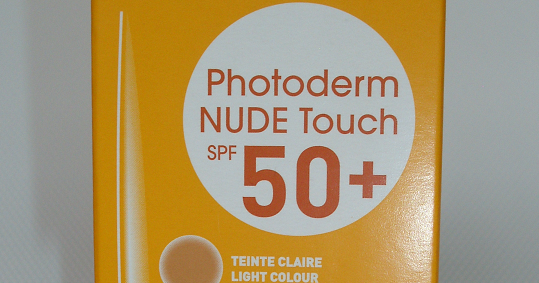 Photoderm
NUDE Touch
SPF 50+
TEINTE CLAIRE
LIGHT COLOUR